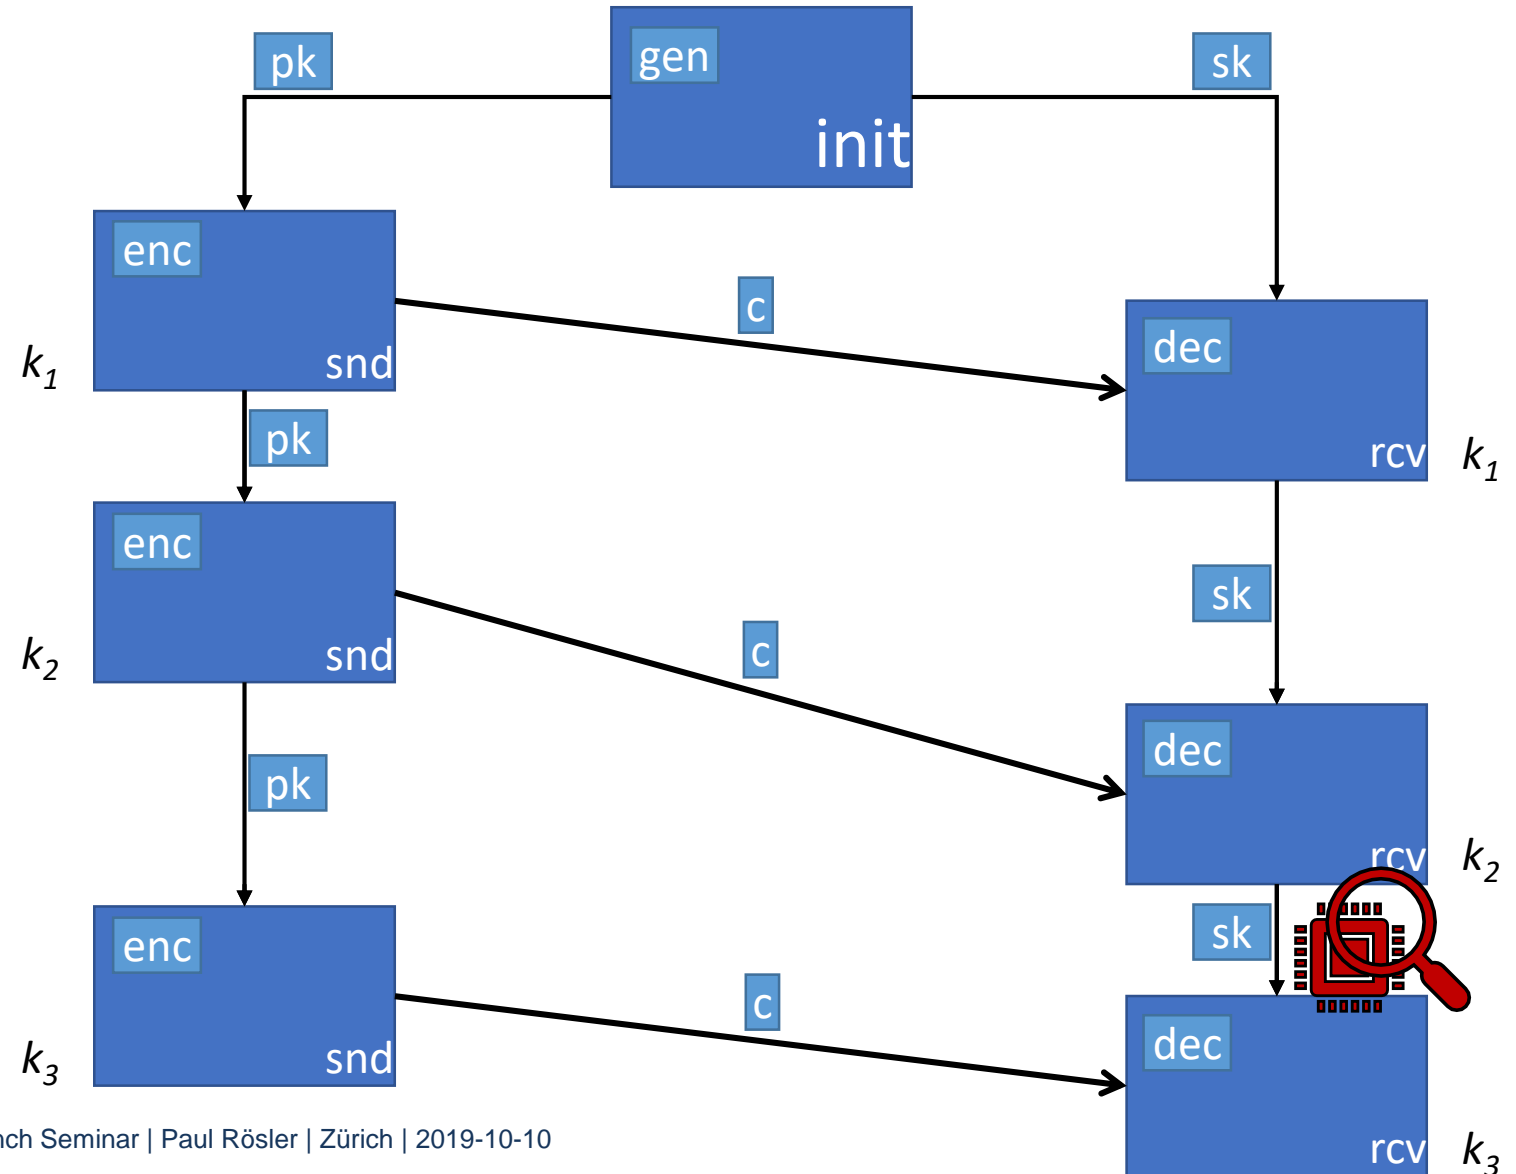 pk
gen
sk
init
enc
c
dec
k1
snd
pk
rcv
k1
enc
sk
c
k2
snd
dec
pk
rcv
k2
enc
sk
c
dec
k3
snd
Seminar | Paul Rösler | Zürich | 2019-10-10
rcv
k3